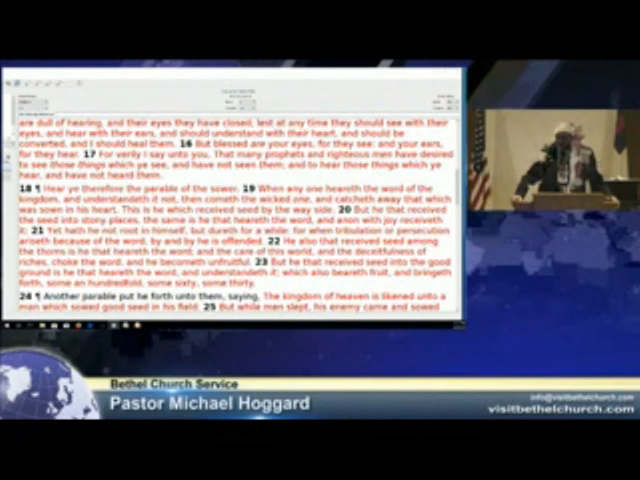 are dull of hearing, and their eyes they have closed, lest at any time they should see with their
eyes, and hear with their ears, and should understand with their heart, and should be
converted, and I should heal them. 16 But blessed are your eyes, for they see: and your ears,
for they hear. 17 For verily I say unto you, That many prophets and righteous men have desired
to see those things which ye see, and have not seen them; and to hear those things which ye
hear, and have not heard them.
18 ¶ Hear ye therefore the parable of the sower. 19 When any one heareth the word of the
kingdom, and understandeth it not, then cometh the wicked one, and catcheth away that which
was sown in his heart. This is he which received seed by the way side. 20 But he that received
the seed into stony places, the same is he that heareth the word, and anon with joy receiveth
it; 21 Yet hath he not root in himself, but dureth for a while: for when tribulation or persecution
ariseth because of the word, by and by he is offended. 22 He also that received seed among
the thorns is he that heareth the word; and the care of this world, and the deceitfulness of
riches, choke the word, and he becometh unfruitful. 23 But he that received seed into the good
ground is he that heareth the word, and understandeth it; which also beareth fruit, and bringeth
forth, some an hundredfold, some sixty, some thirty.
24 ¶ Another parable put he forth unto them, saying, The kingdom of heaven is likened unto a
man which sowed good seed in his field: 25 But while men slept, his enemy came and sowed
Bethel Church Service
Pastor Michael Hoggard
info@visitbethelchurch.com
visitbethelchurch.com